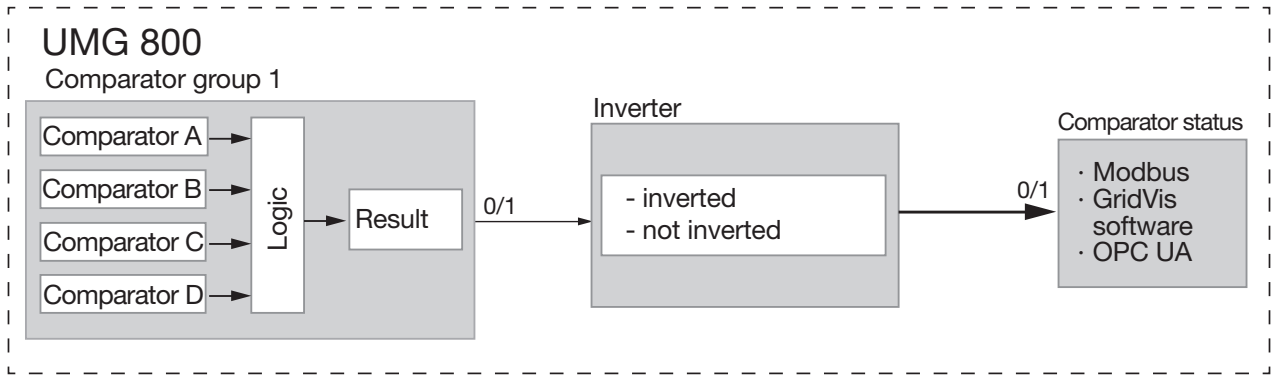 UMG 800
Comparator group 1
Comparator A
Comparator B
Comparator C
Comparator D
Logic
Result
0/1
Inverter
- inverted
- not inverted
0/1
Comparator status
· Modbus
· GridVis
software
· OPC UA